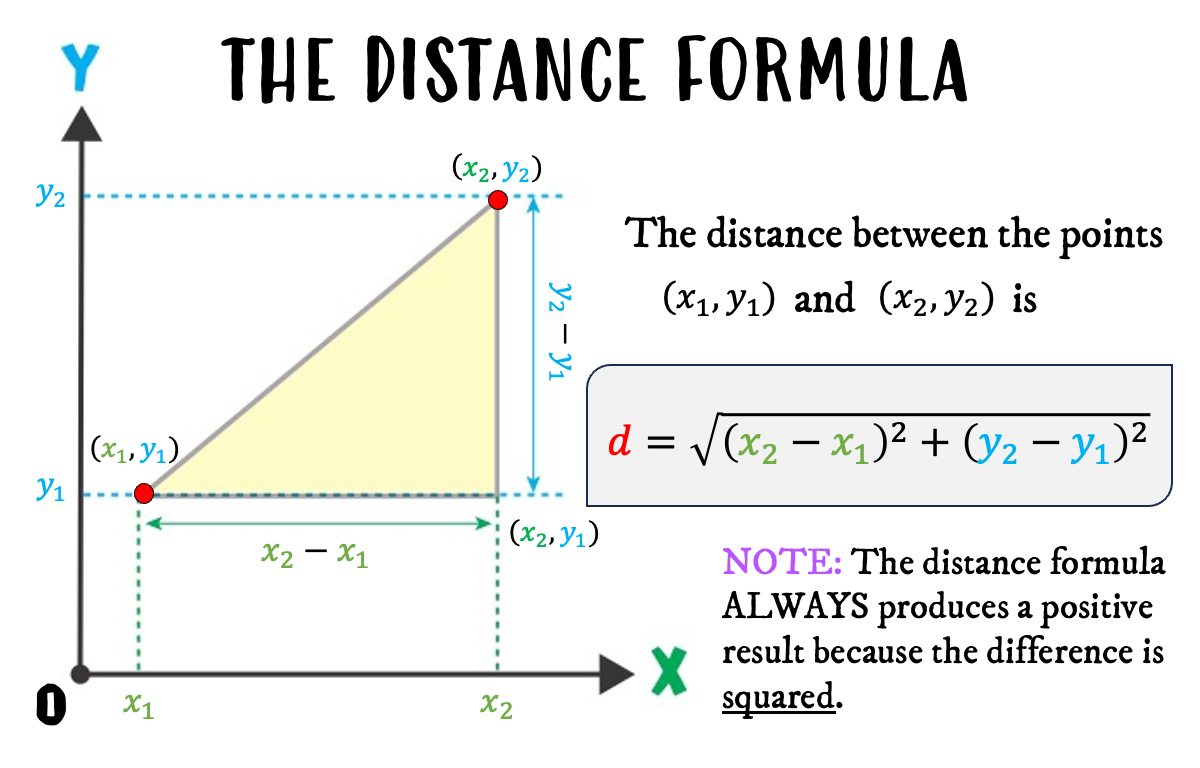 THE DISTANCE FORMULA
Y
(x₂, y₂)
y₂
y₂ − y₁
(x₁, y₁)
y₁
(x₂, y₁)
x₂ − x₁
X
0
x₁
x₂
The distance between the points
(x₁, y₁) and (x₂, y₂) is
d = √(x₂ − x₁)² + (y₂ − y₁)²
NOTE: The distance formula
ALWAYS produces a positive
result because the difference is
squared.